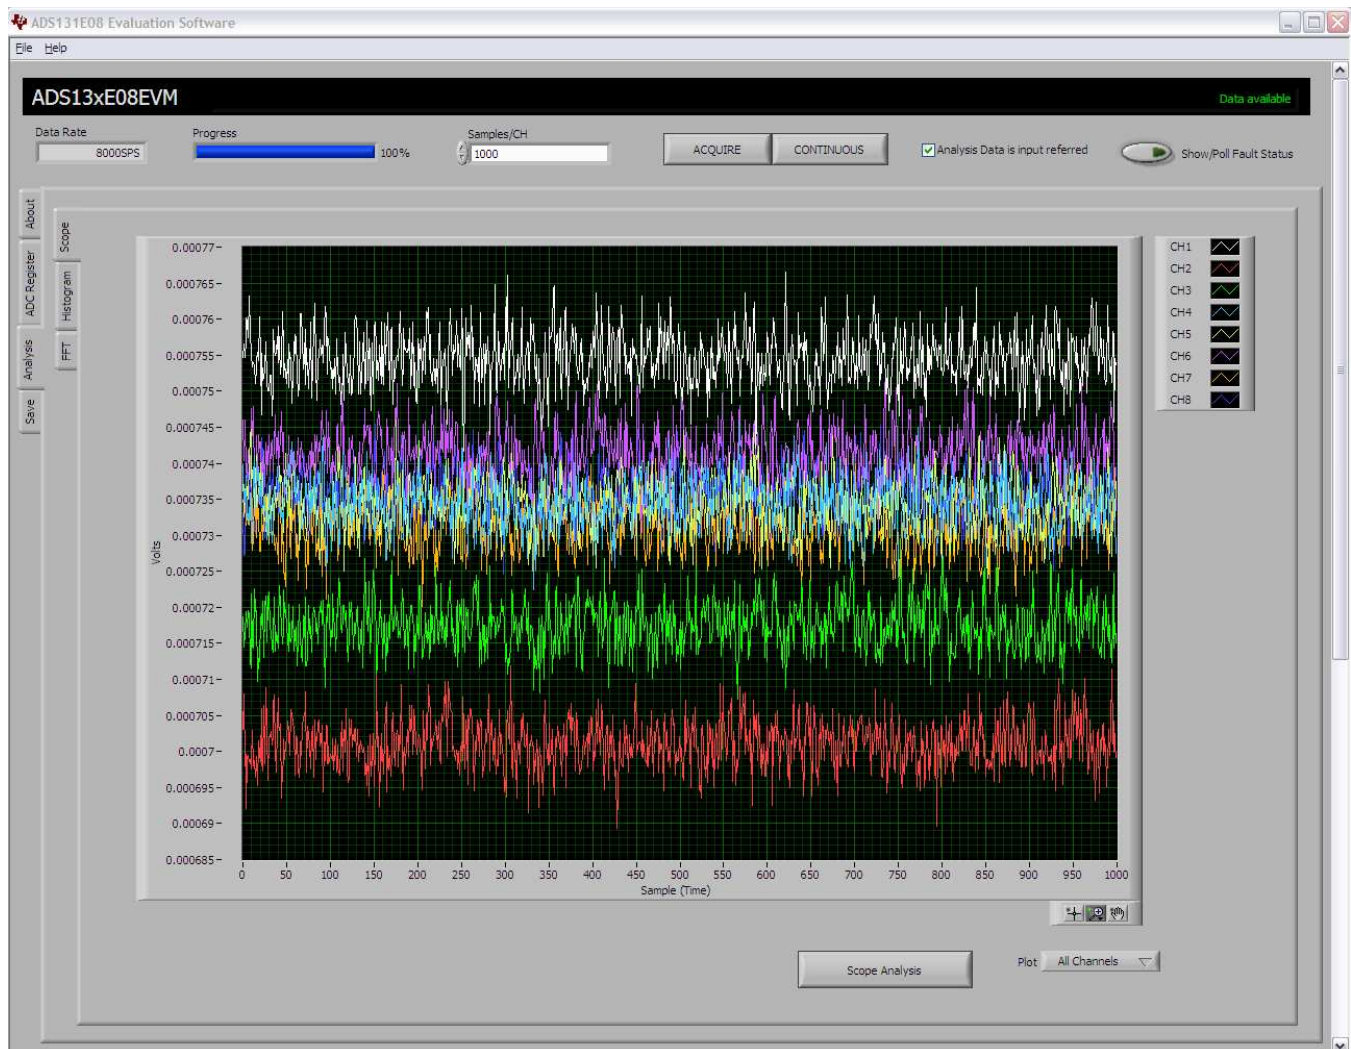 ADS131E08 Evaluation Software
File Help
ADS13xE08EVM
Data available
Data Rate
8000SPS
Progress
100%
Samples/CH
1000
ACQUIRE
CONTINUOUS
Analysis Data is input referred
Show/Poll Fault Status
About
ADC Register
Analysis
Save
Scope
Histogram
FFT
Volts
0.00077
0.000765
0.00076
0.000755
0.00075
0.000745
0.00074
0.000735
0.00073
0.000725
0.00072
0.000715
0.00071
0.000705
0.0007
0.000695
0.00069
0.000685
0 50 100 150 200 250 300 350 400 450 500 550 600 650 700 750 800 850 900 950 1000
Sample (Time)
CH1
CH2
CH3
CH4
CH5
CH6
CH7
CH8
Scope Analysis
Plot All Channels